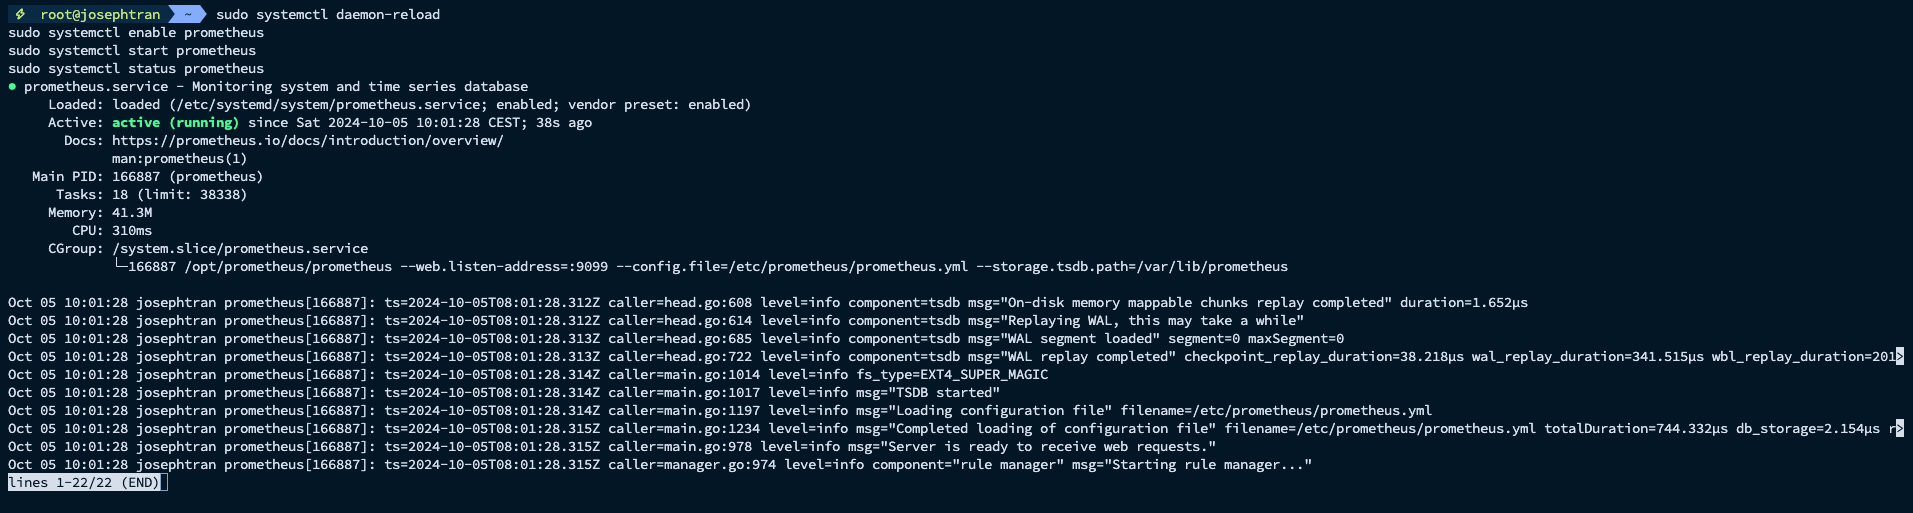 ⚡ root@josephtran ~ sudo systemctl daemon-reload
sudo systemctl enable prometheus
sudo systemctl start prometheus
sudo systemctl status prometheus
● prometheus.service - Monitoring system and time series database
     Loaded: loaded (/etc/systemd/system/prometheus.service; enabled; vendor preset: enabled)
     Active: active (running) since Sat 2024-10-05 10:01:28 CEST; 38s ago
       Docs: https://prometheus.io/docs/introduction/overview/
             man:prometheus(1)
   Main PID: 166887 (prometheus)
      Tasks: 18 (limit: 38338)
     Memory: 41.3M
        CPU: 310ms
     CGroup: /system.slice/prometheus.service
             └─166887 /opt/prometheus/prometheus --web.listen-address=:9099 --config.file=/etc/prometheus/prometheus.yml --storage.tsdb.path=/var/lib/prometheus
Oct 05 10:01:28 josephtran prometheus[166887]: ts=2024-10-05T08:01:28.312Z caller=head.go:608 level=info component=tsdb msg="On-disk memory mappable chunks replay completed" duration=1.652µs
Oct 05 10:01:28 josephtran prometheus[166887]: ts=2024-10-05T08:01:28.312Z caller=head.go:614 level=info component=tsdb msg="Replaying WAL, this may take a while"
Oct 05 10:01:28 josephtran prometheus[166887]: ts=2024-10-05T08:01:28.313Z caller=head.go:685 level=info component=tsdb msg="WAL segment loaded" segment=0 maxSegment=0
Oct 05 10:01:28 josephtran prometheus[166887]: ts=2024-10-05T08:01:28.313Z caller=head.go:722 level=info component=tsdb msg="WAL replay completed" checkpoint_replay_duration=38.218µs wal_replay_duration=341.515µs wbl_replay_duration=201>
Oct 05 10:01:28 josephtran prometheus[166887]: ts=2024-10-05T08:01:28.314Z caller=main.go:1014 level=info fs_type=EXT4_SUPER_MAGIC
Oct 05 10:01:28 josephtran prometheus[166887]: ts=2024-10-05T08:01:28.314Z caller=main.go:1017 level=info msg="TSDB started"
Oct 05 10:01:28 josephtran prometheus[166887]: ts=2024-10-05T08:01:28.314Z caller=main.go:1197 level=info msg="Loading configuration file" filename=/etc/prometheus/prometheus.yml
Oct 05 10:01:28 josephtran prometheus[166887]: ts=2024-10-05T08:01:28.315Z caller=main.go:1234 level=info msg="Completed loading of configuration file" filename=/etc/prometheus/prometheus.yml totalDuration=744.332µs db_storage=2.154µs r>
Oct 05 10:01:28 josephtran prometheus[166887]: ts=2024-10-05T08:01:28.315Z caller=main.go:978 level=info msg="Server is ready to receive web requests."
Oct 05 10:01:28 josephtran prometheus[166887]: ts=2024-10-05T08:01:28.315Z caller=manager.go:974 level=info component="rule manager" msg="Starting rule manager..."
lines 1-22/22 (END)